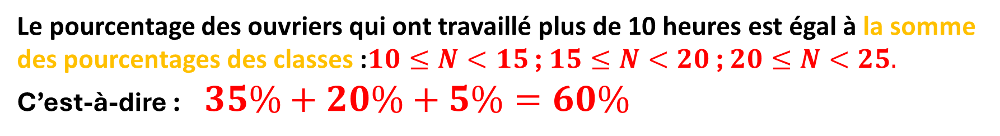 Le pourcentage des ouvriers qui ont travaillé plus de 10 heures est égal à la somme
des pourcentages des classes :10 ≤ N < 15 ; 15 ≤ N < 20 ; 20 ≤ N < 25.
C’est-à-dire : 35% + 20% + 5% = 60%